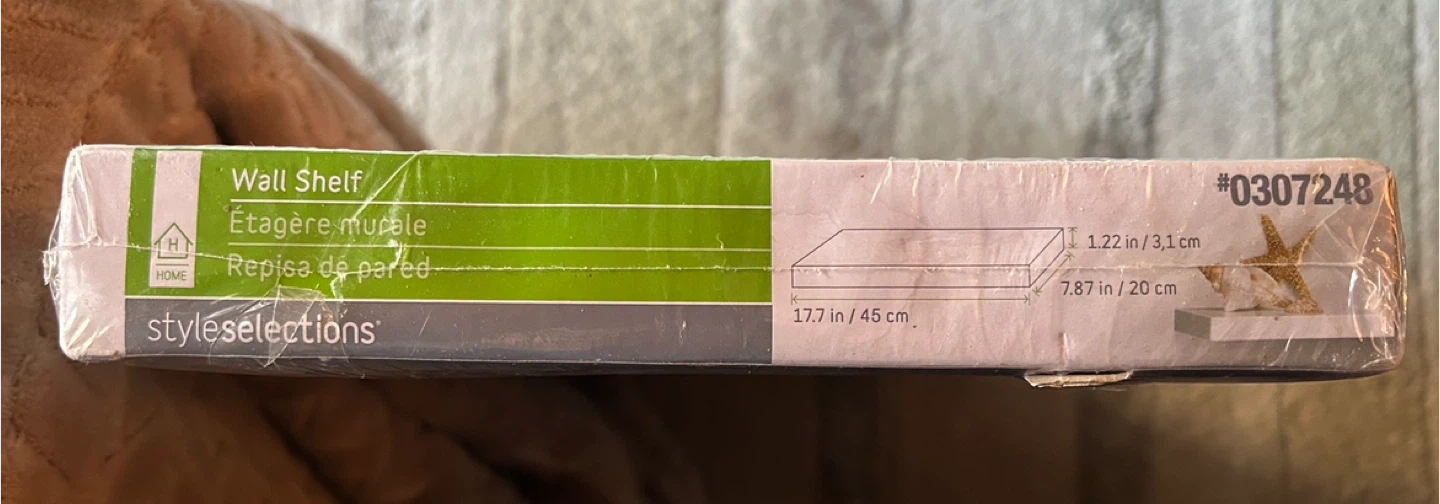 Wall Shelf
Étagère murale
Repisa de pared
H
HOME
styleselections®
#0307248
1.22 in / 3,1 cm
7.87 in / 20 cm
17.7 in / 45 cm